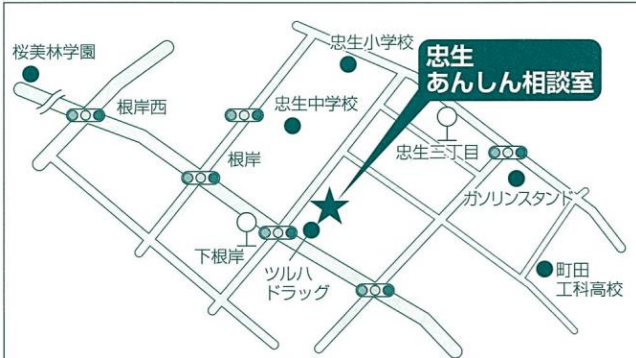 桜美林学園
根岸西
忠生小学校
忠生中学校
根岸
忠生
あんしん相談室
忠生三丁目
ガソリンスタンド
下根岸
ツルハ
ドラッグ
町田
工科高校